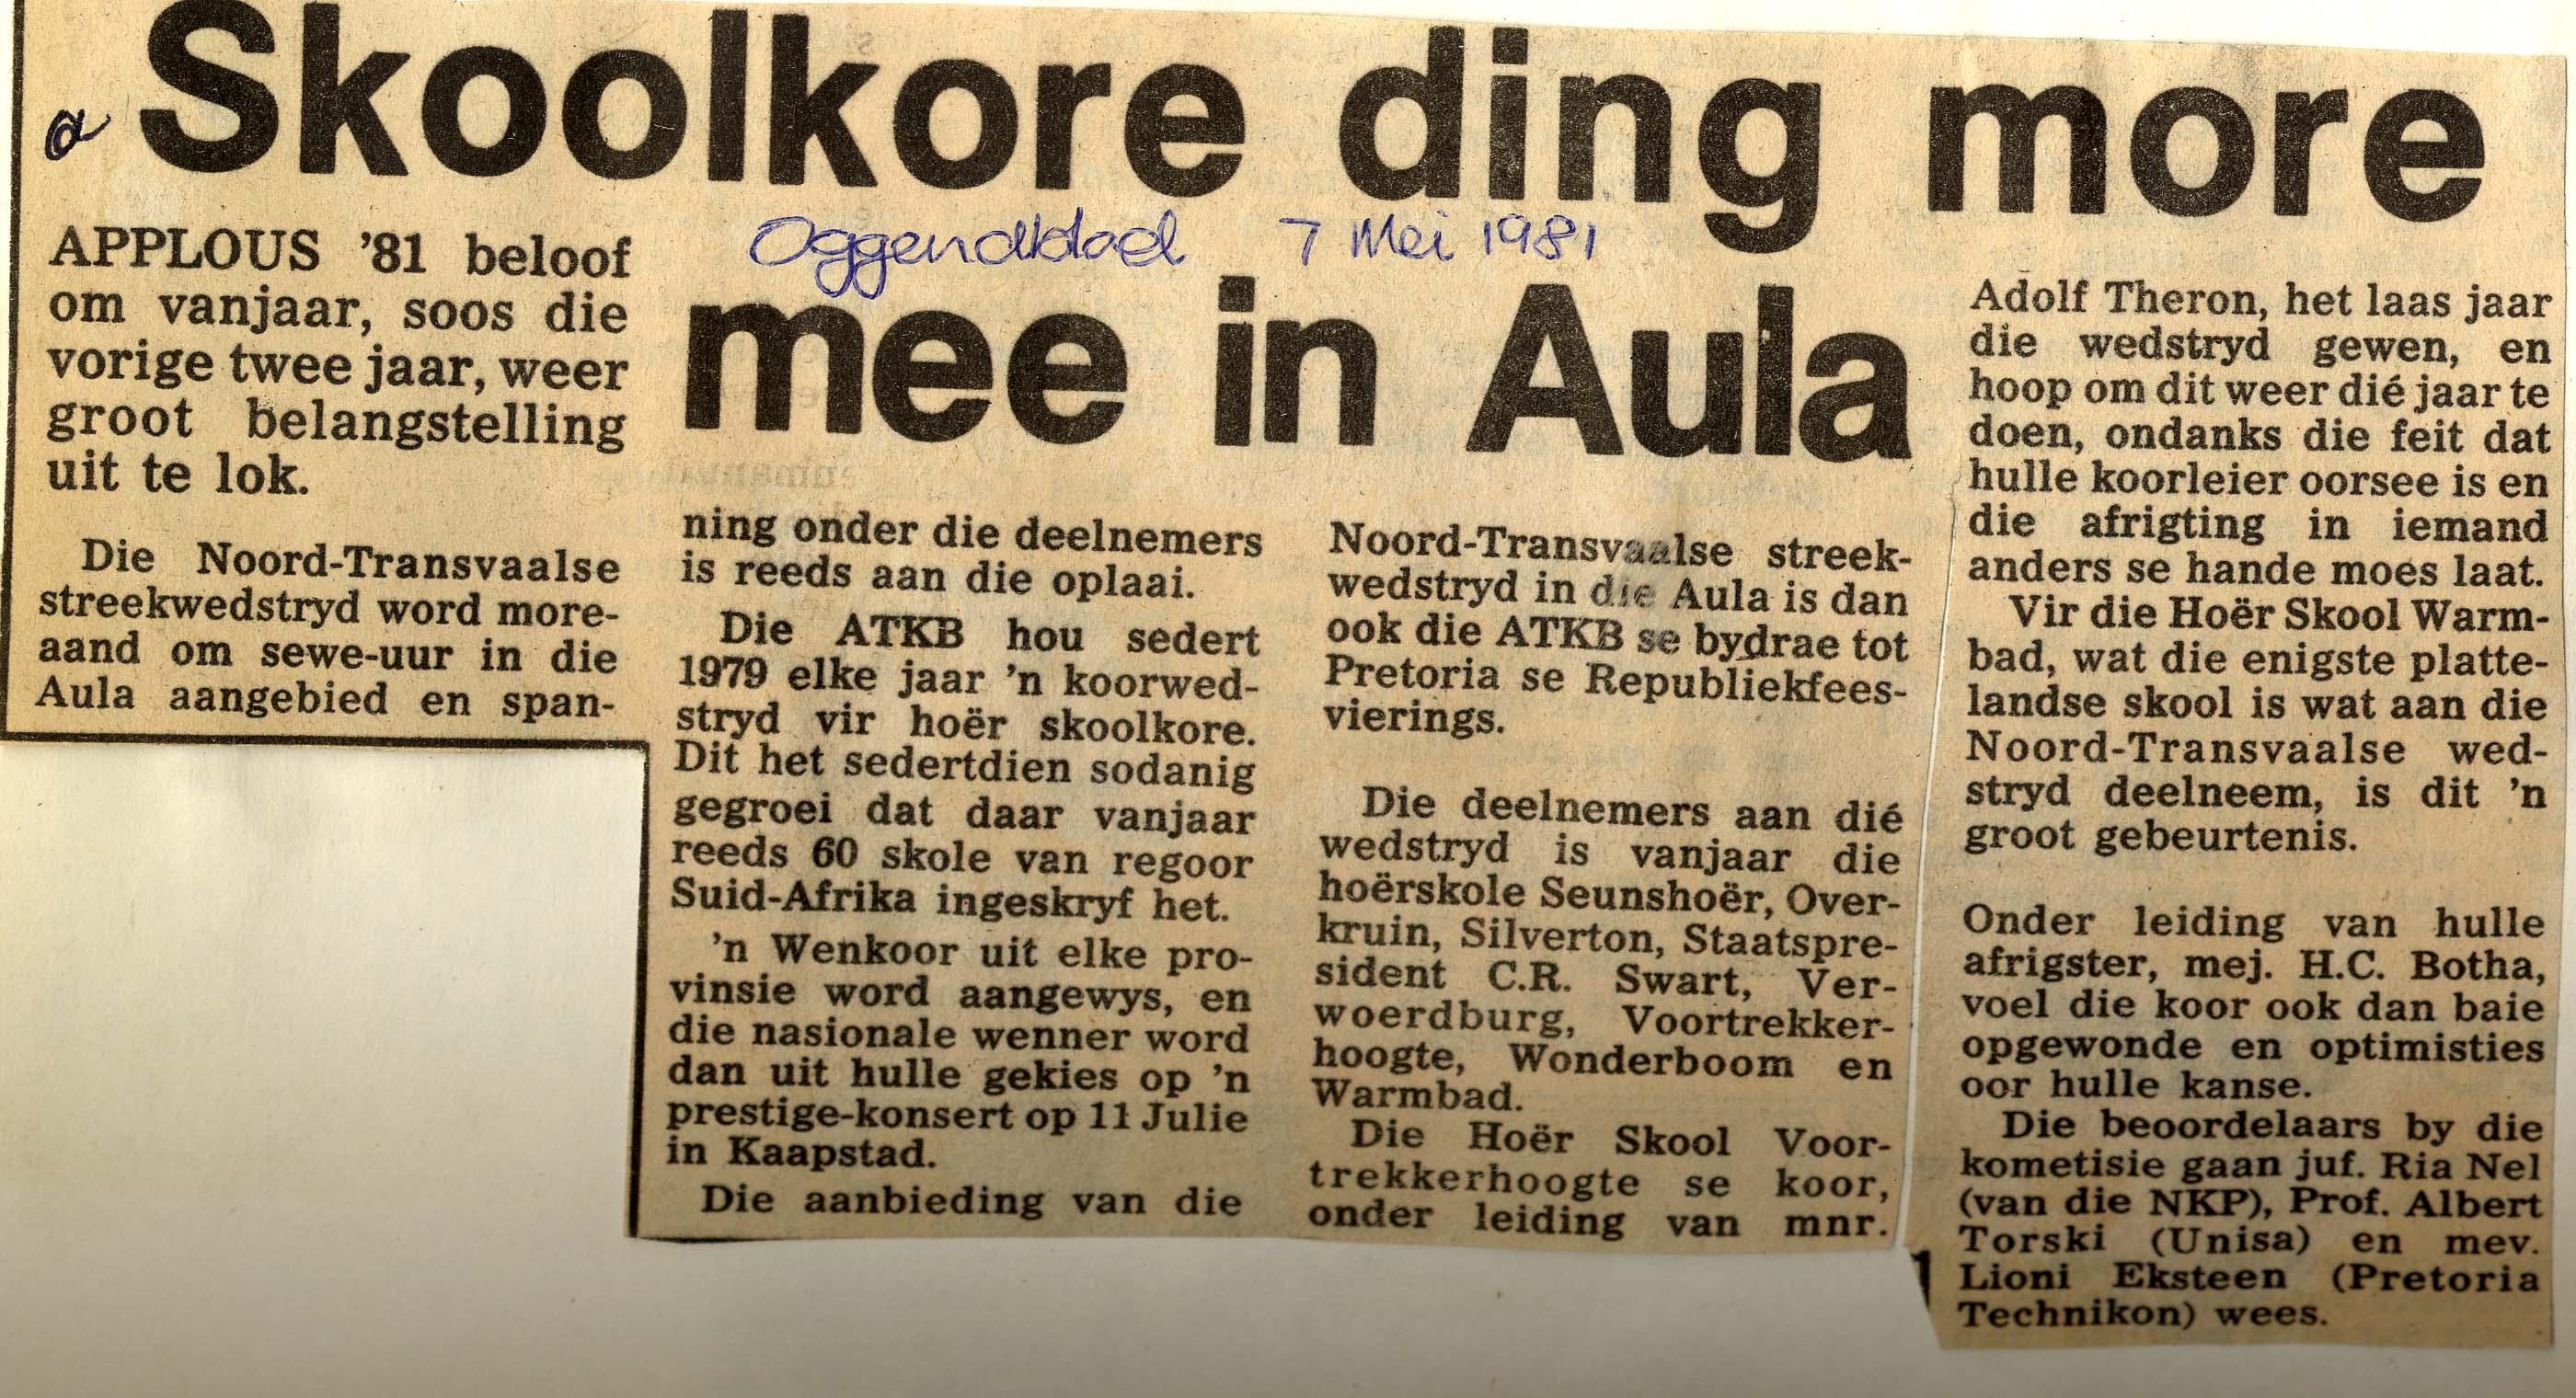 Skoolkore ding more
mee in Aula
a
Oggendblad 7 Mei 1981
APPLOUS '81 beloof
om vanjaar, soos die
vorige twee jaar, weer
groot belangstelling
uit te lok.
Die Noord-Transvaalse
streekwedstryd word more-
aand om sewe-uur in die
Aula aangebied en span-
ning onder die deelnemers
is reeds aan die oplaai.
Die ATKB hou sedert
1979 elke jaar 'n koorwed-
stryd vir hoër skoolkore.
Dit het sedertdien sodanig
gegroei dat daar vanjaar
reeds 60 skole van regoor
Suid-Afrika ingeskryf het.
'n Wenkoor uit elke pro-
vinsie word aangewys, en
die nasionale wenner word
dan uit hulle gekies op 'n
prestige-konsert op 11 Julie
in Kaapstad.
Die aanbieding van die
Noord-Transvaalse streek-
wedstryd in die Aula is dan
ook die ATKB se bydrae tot
Pretoria se Republiekfees-
vierings.
Die deelnemers aan dié
wedstryd is vanjaar die
hoërskole Seunshoër, Over-
kruin, Silverton, Staatspre-
sident C.R. Swart, Ver-
woerdburg, Voortrekker-
hoogte, Wonderboom en
Warmbad.
Die Hoër Skool Voor-
trekkerhoogte se koor,
onder leiding van mnr.
Adolf Theron, het laas jaar
die wedstryd gewen, en
hoop om dit weer dié jaar te
doen, ondanks die feit dat
hulle koorleier oorsee is en
die afrigting in iemand
anders se hande moes laat.
Vir die Hoër Skool Warm-
bad, wat die enigste platte-
landse skool is wat aan die
Noord-Transvaalse wed-
stryd deelneem, is dit 'n
groot gebeurtenis.
Onder leiding van hulle
afrigster, mej. H.C. Botha,
voel die koor ook dan baie
opgewonde en optimisties
oor hulle kanse.
Die beoordelaars by die
kometisie gaan juf. Ria Nel
(van die NKP), Prof. Albert
Torski (Unisa) en mev.
Lioni Eksteen (Pretoria
Technikon) wees.